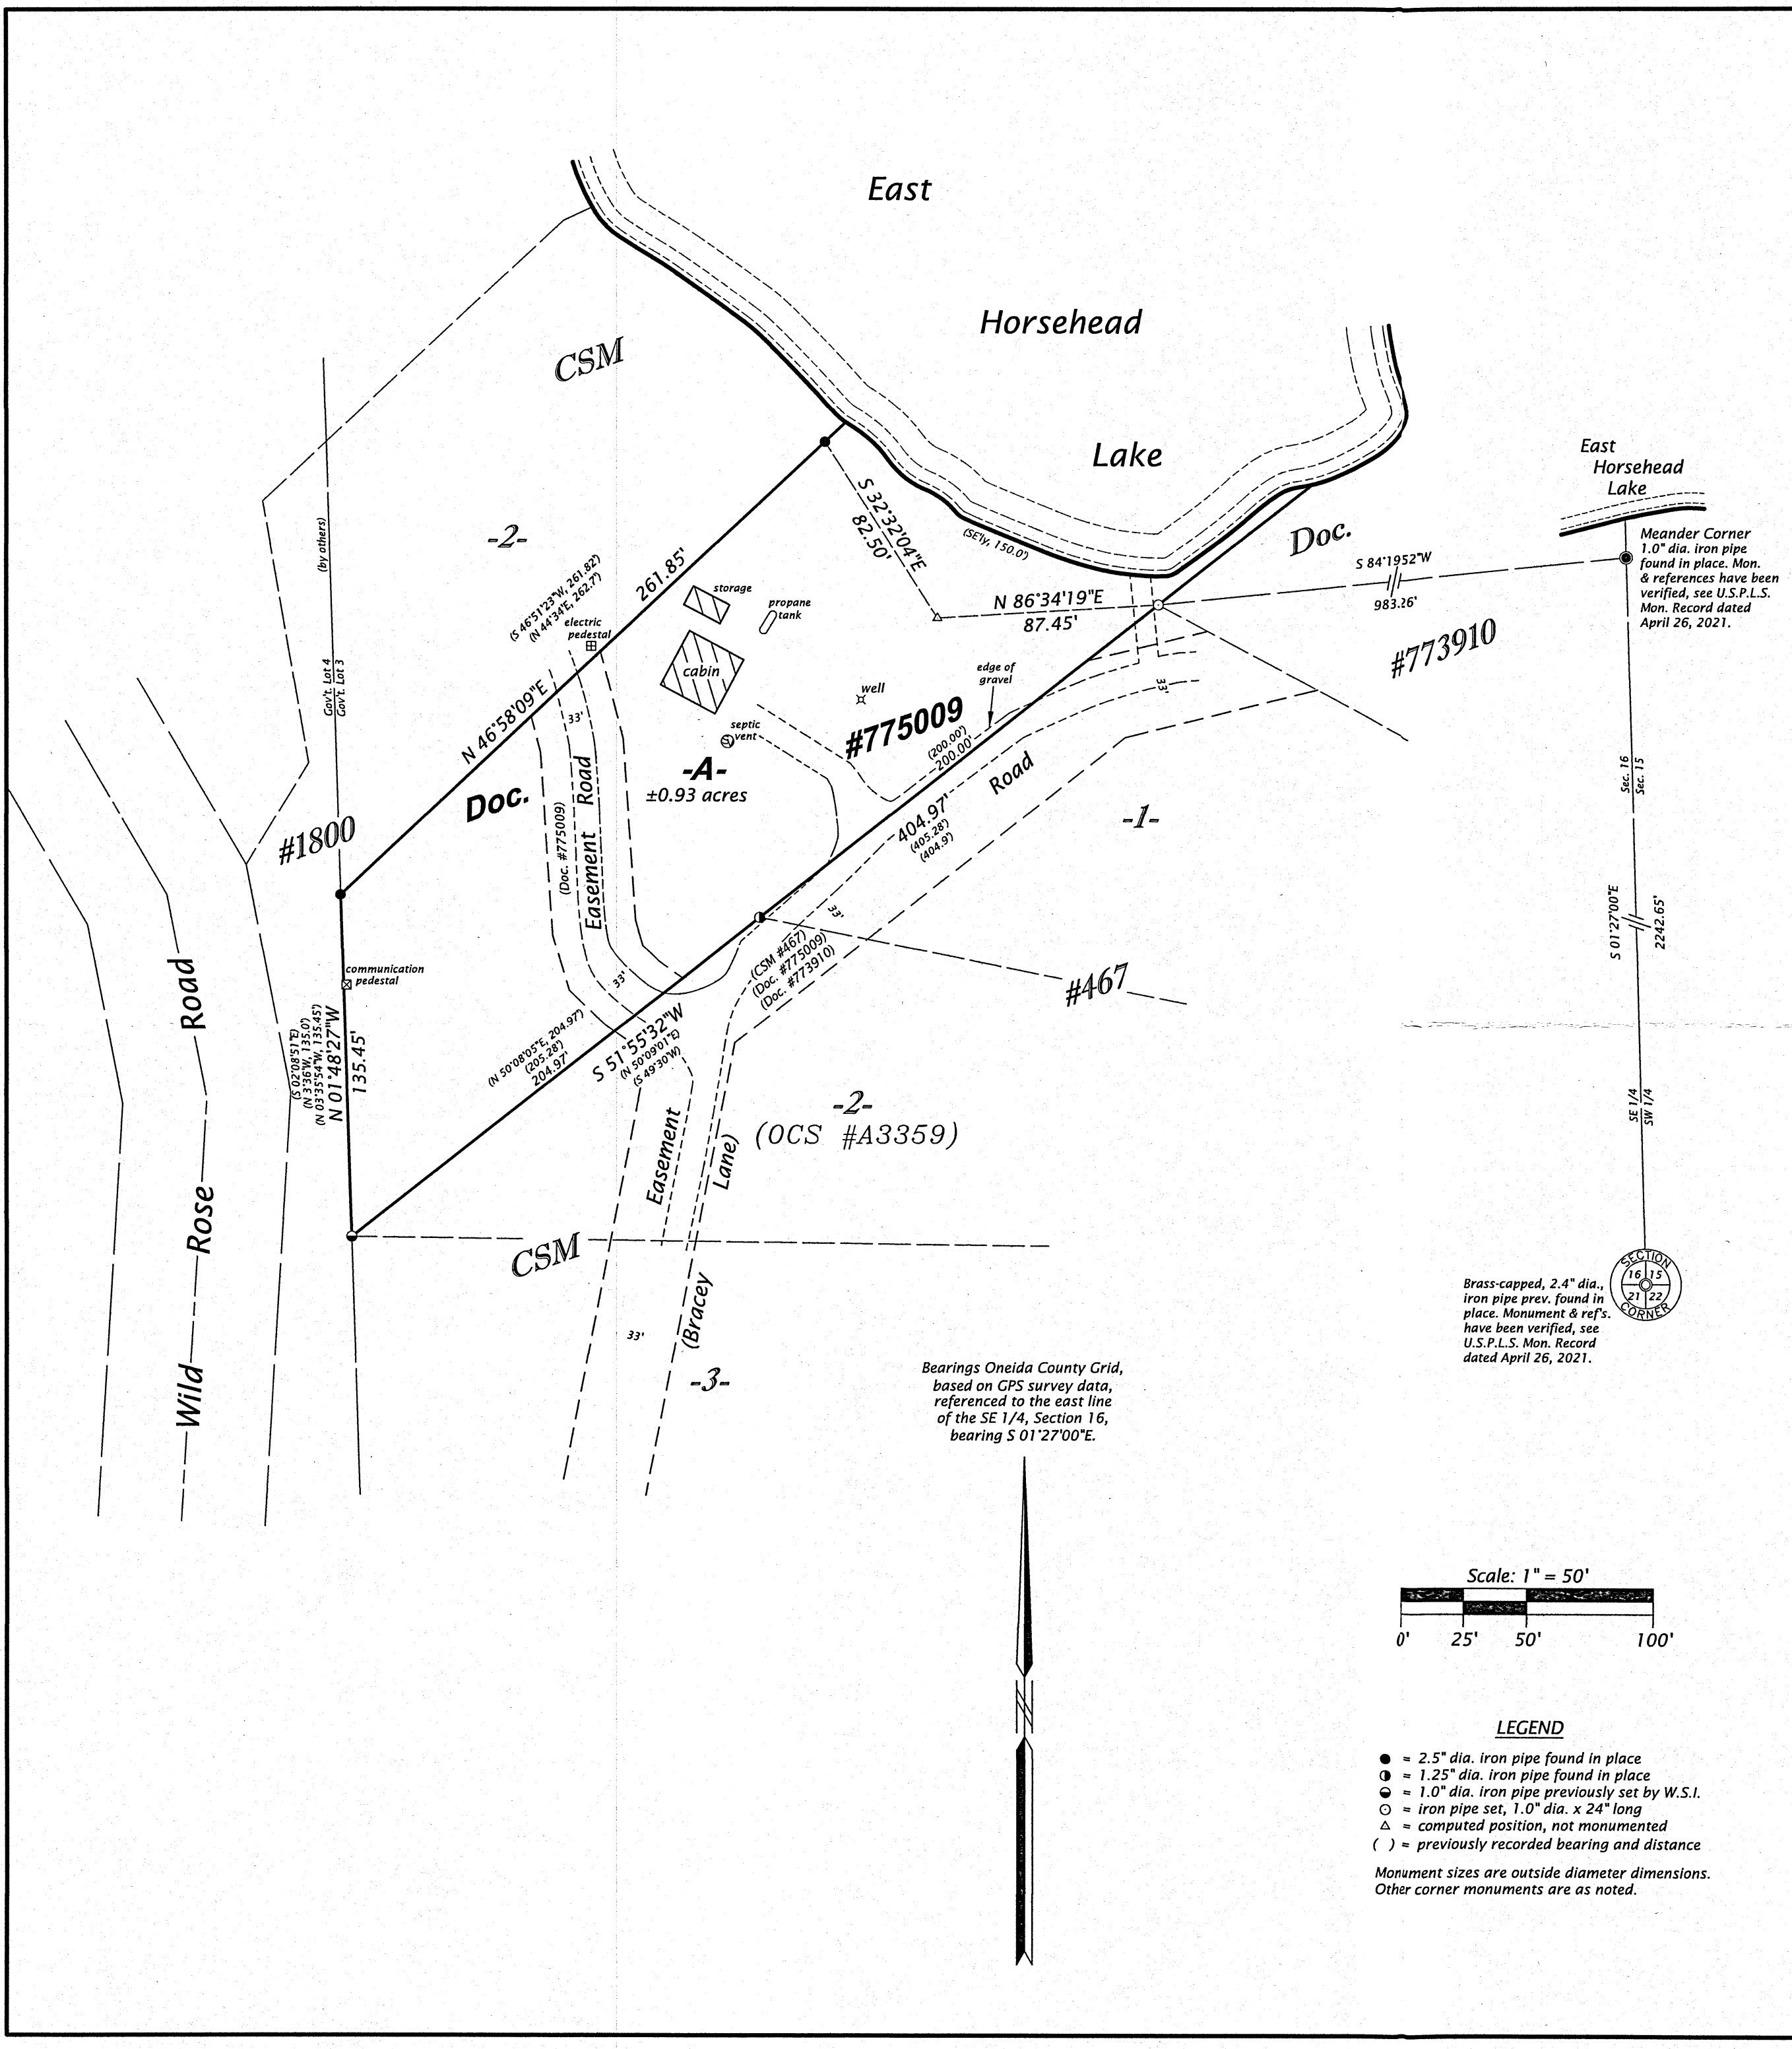 East
Horsehead
Lake
CSM
-2-
(by others)
Gov't. Lot 4
Gov't. Lot 3
(S 46°51'23"W, 261.82')
(N 44°34'E, 262.7')
261.85'
N 46°58'09"E
electric
pedestal
storage
propane
tank
cabin
well
septic
vent
S 32°32'04"E
82.50'
(SE'ly, 150.0')
N 86°34'19"E
87.45'
Doc.
#773910
S 84°1952"W
983.26'
East
Horsehead
Lake
Meander Corner
1.0" dia. iron pipe
found in place. Mon.
& references have been
verified, see U.S.P.L.S.
Mon. Record dated
April 26, 2021.
edge of
gravel
33'
33'
Doc.
#775009
-A-
±0.93 acres
(200.00')
200.00'
Road
404.97'
(405.28')
(404.9')
-1-
#1800
(Doc. #775009)
Easement Road
33'
33'
(CSM #467)
(Doc. #775009)
(Doc. #773910)
#467
communication
pedestal
(S 02°08'51"E)
(N 3°36'W, 135.0')
(N 03°35'54"W, 135.45')
N 01°48'27"W
135.45'
(N 50°08'05"E, 204.97')
(205.28')
204.97'
S 51°55'32"W
(N 50°09'01"E)
(S 49°30'W)
-2-
(OCS #A3359)
Easement
(Bracey Lane)
CSM
33'
-3-
Wild Rose Road
Sec. 16
Sec. 15
S 01°27'00"E
2242.65'
SE 1/4
SW 1/4
SECTION
16 15
21 22
CORNER
Brass-capped, 2.4" dia.,
iron pipe prev. found in
place. Monument & ref's.
have been verified, see
U.S.P.L.S. Mon. Record
dated April 26, 2021.
Bearings Oneida County Grid,
based on GPS survey data,
referenced to the east line
of the SE 1/4, Section 16,
bearing S 01°27'00"E.
Scale: 1" = 50'
0' 25' 50' 100'
LEGEND
= 2.5" dia. iron pipe found in place
= 1.25" dia. iron pipe found in place
= 1.0" dia. iron pipe previously set by W.S.I.
= iron pipe set, 1.0" dia. x 24" long
= computed position, not monumented
( ) = previously recorded bearing and distance
Monument sizes are outside diameter dimensions.
Other corner monuments are as noted.